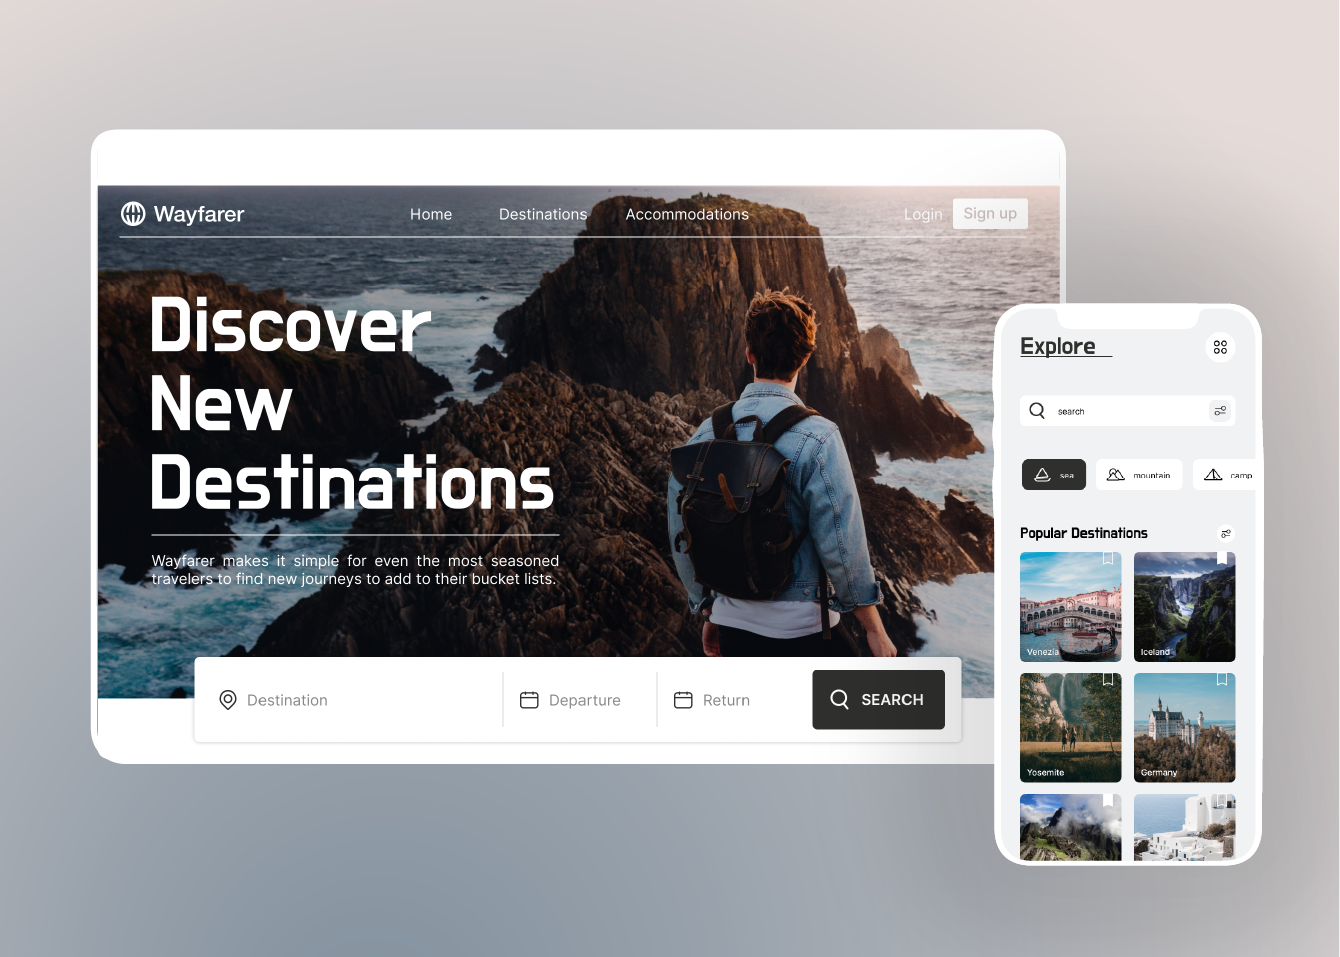 Wayfarer
Home
Destinations
Accommodations
Login
Sign up
Discover
New
Destinations
Wayfarer makes it simple for even the most seasoned
travelers to find new journeys to add to their bucket lists.
Destination
Departure
Return
SEARCH
Explore
search
sea
mountain
camp
Popular Destinations
Venezia
Iceland
Yosemite
Germany